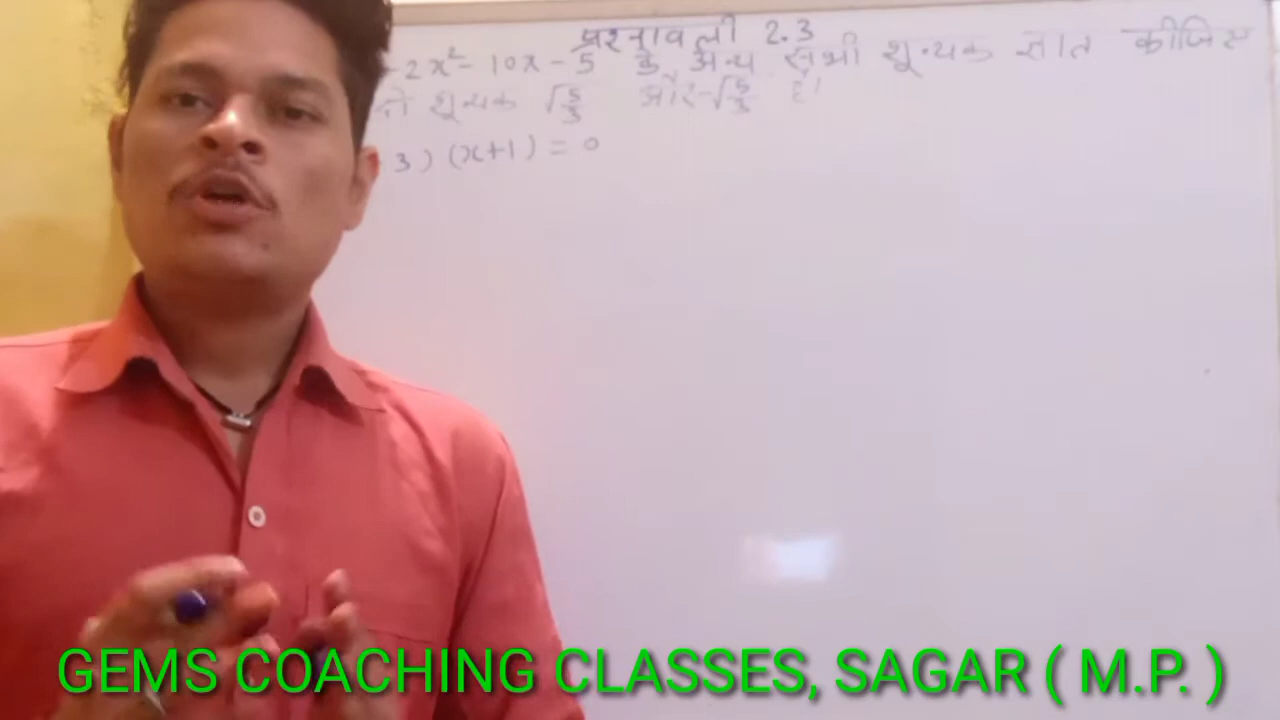 प्रश्नावली 2.3
-2x²-10x-5 के अन्य सभी शून्यक ज्ञात कीजिए
शून्यक √5/3 और -√5/3 हैं।
3) (x+1) = 0
GEMS COACHING CLASSES, SAGAR ( M.P. )